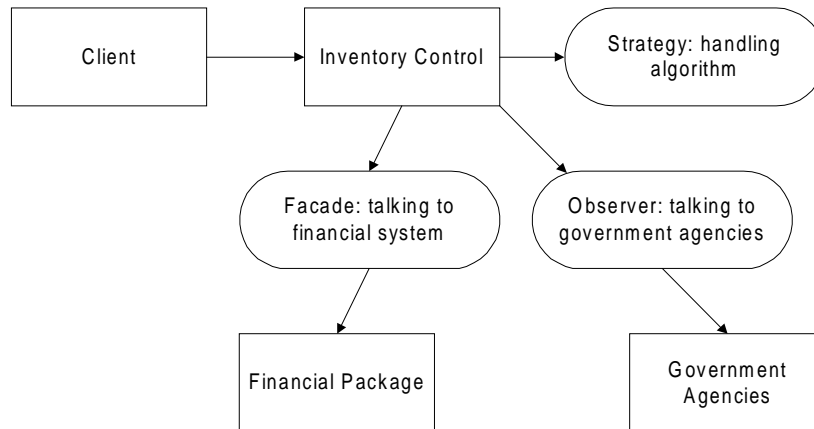 Client
Inventory Control
Strategy: handling
algorithm
Facade: talking to
financial system
Observer: talking to
government agencies
Financial Package
Government
Agencies